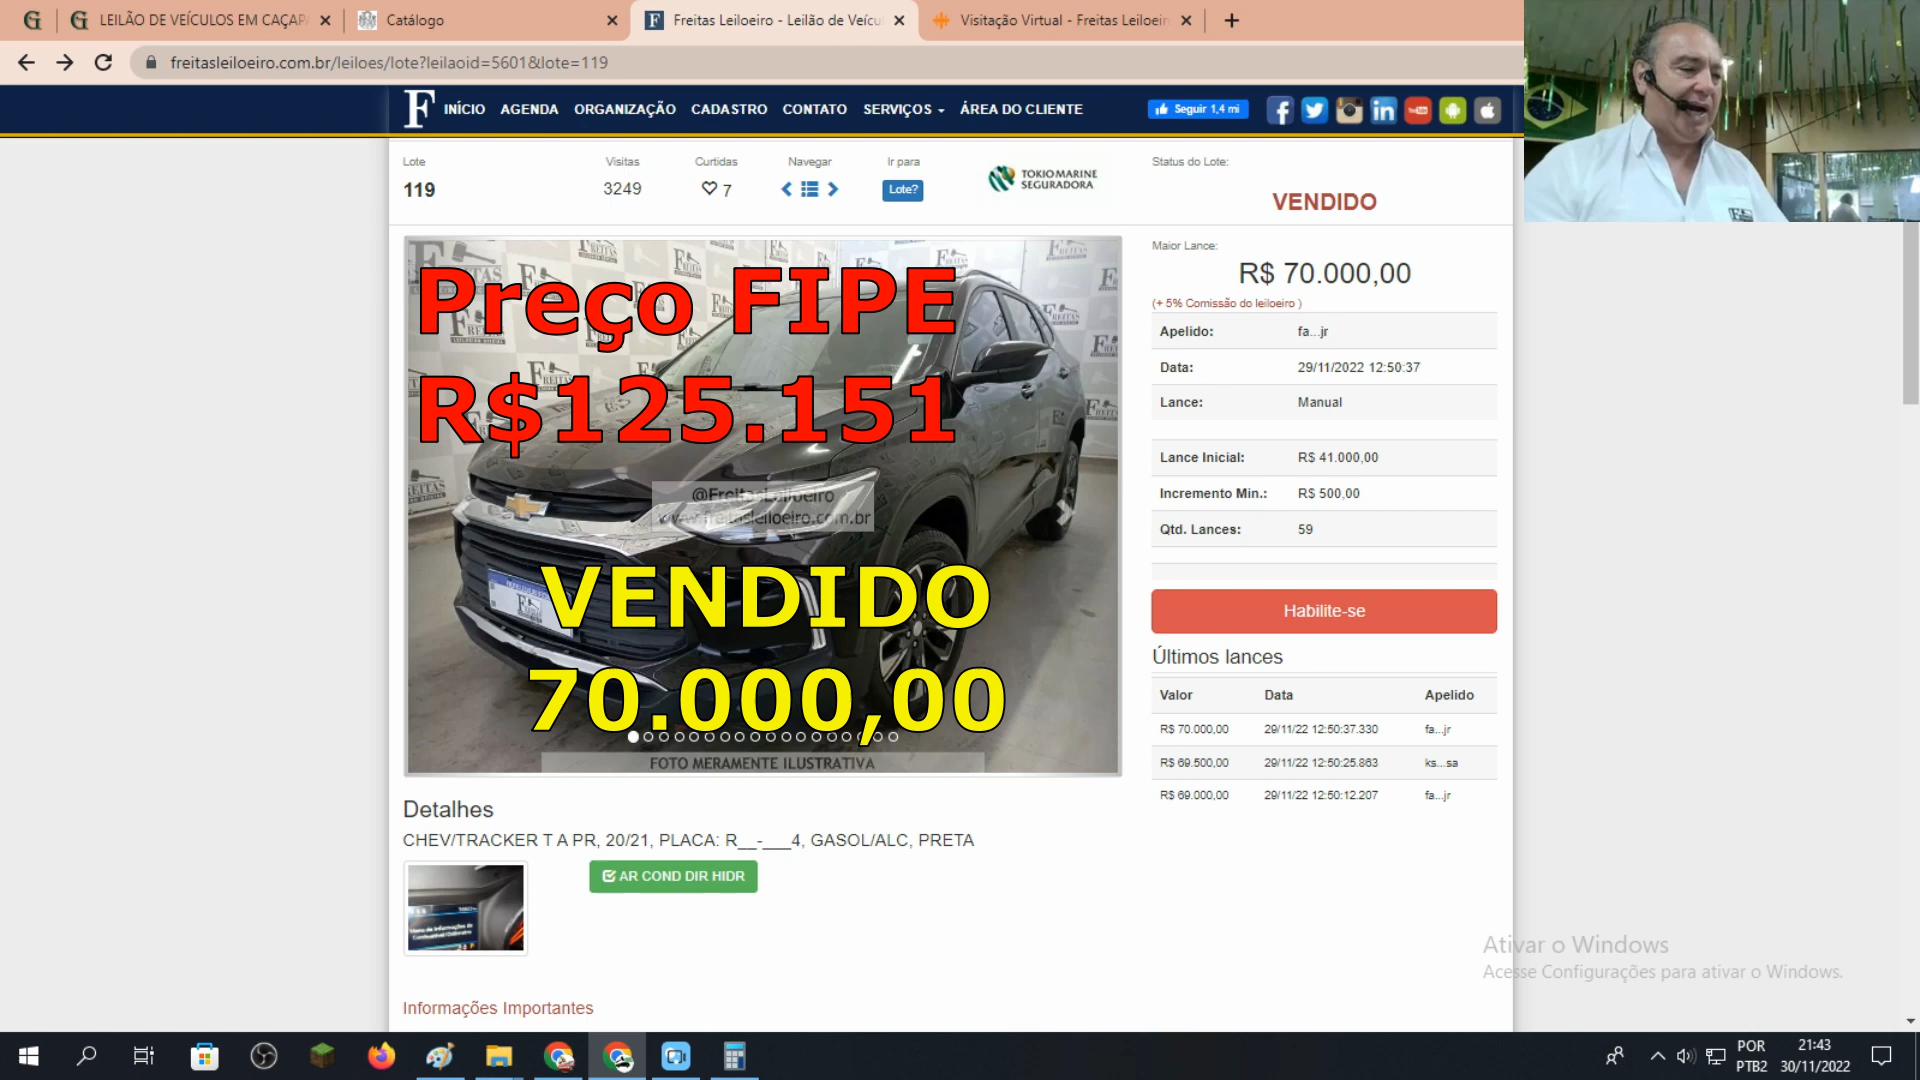 LEILÃO DE VEÍCULOS EM CAÇAP
Catálogo
Freitas Leiloeiro - Leilão de Veícu
Visitação Virtual - Freitas Leiloeir
freitasleiloeiro.com.br/leiloes/lote?leilaoid=5601&lote=119
F INÍCIO AGENDA ORGANIZAÇÃO CADASTRO CONTATO SERVIÇOS ÁREA DO CLIENTE
Seguir 1,4 mi
Lote
119
Visitas
3249
Curtidas
7
Navegar
Ir para
Lote?
TOKIO MARINE
SEGURADORA
Status do Lote:
VENDIDO
Preço FIPE
R$125.151
@FreitasLeiloeiro
www.freitasleiloeiro.com.br
VENDIDO
70.000,00
FOTO MERAMENTE ILUSTRATIVA
Maior Lance:
R$ 70.000,00
(+ 5% Comissão do leiloeiro )
Apelido: fa...jr
Data: 29/11/2022 12:50:37
Lance: Manual
Lance Inicial: R$ 41.000,00
Incremento Min.: R$ 500,00
Qtd. Lances: 59
Habilite-se
Últimos lances
Valor Data Apelido
R$ 70.000,00 29/11/22 12:50:37.330 fa...jr
R$ 69.500,00 29/11/22 12:50:25.863 ks...sa
R$ 69.000,00 29/11/22 12:50:12.207 fa...jr
Detalhes
CHEV/TRACKER T A PR, 20/21, PLACA: R__-___4, GASOL/ALC, PRETA
AR COND DIR HIDR
Informações Importantes
Ativar o Windows
Acesse Configurações para ativar o Windows.
POR
PTB2
21:43
30/11/2022